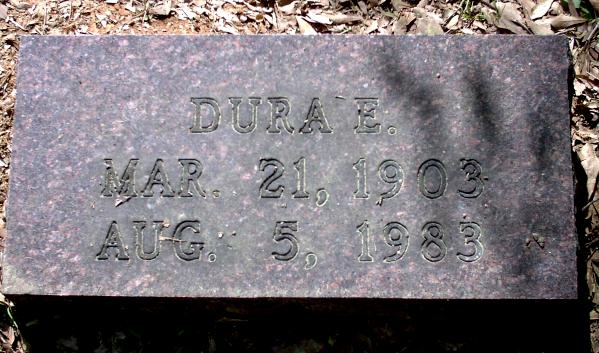 DURA E.
MAR. 21, 1903
AUG. 5, 1983